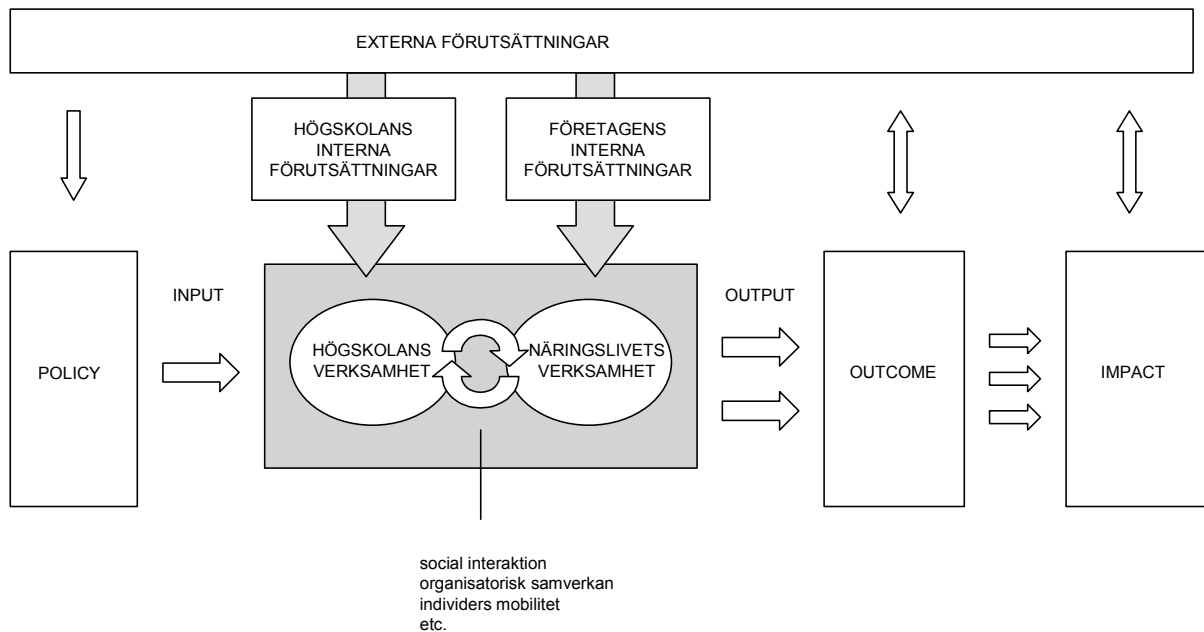 EXTERNA FÖRUTSÄTTNINGAR
HÖGSKOLANS
INTERNA
FÖRUTSÄTTNINGAR
FÖRETAGENS
INTERNA
FÖRUTSÄTTNINGAR
POLICY
INPUT
HÖGSKOLANS
VERKSAMHET
NÄRINGSLIVETS
VERKSAMHET
OUTPUT
OUTCOME
IMPACT
social interaktion
organisatorisk samverkan
individers mobilitet
etc.